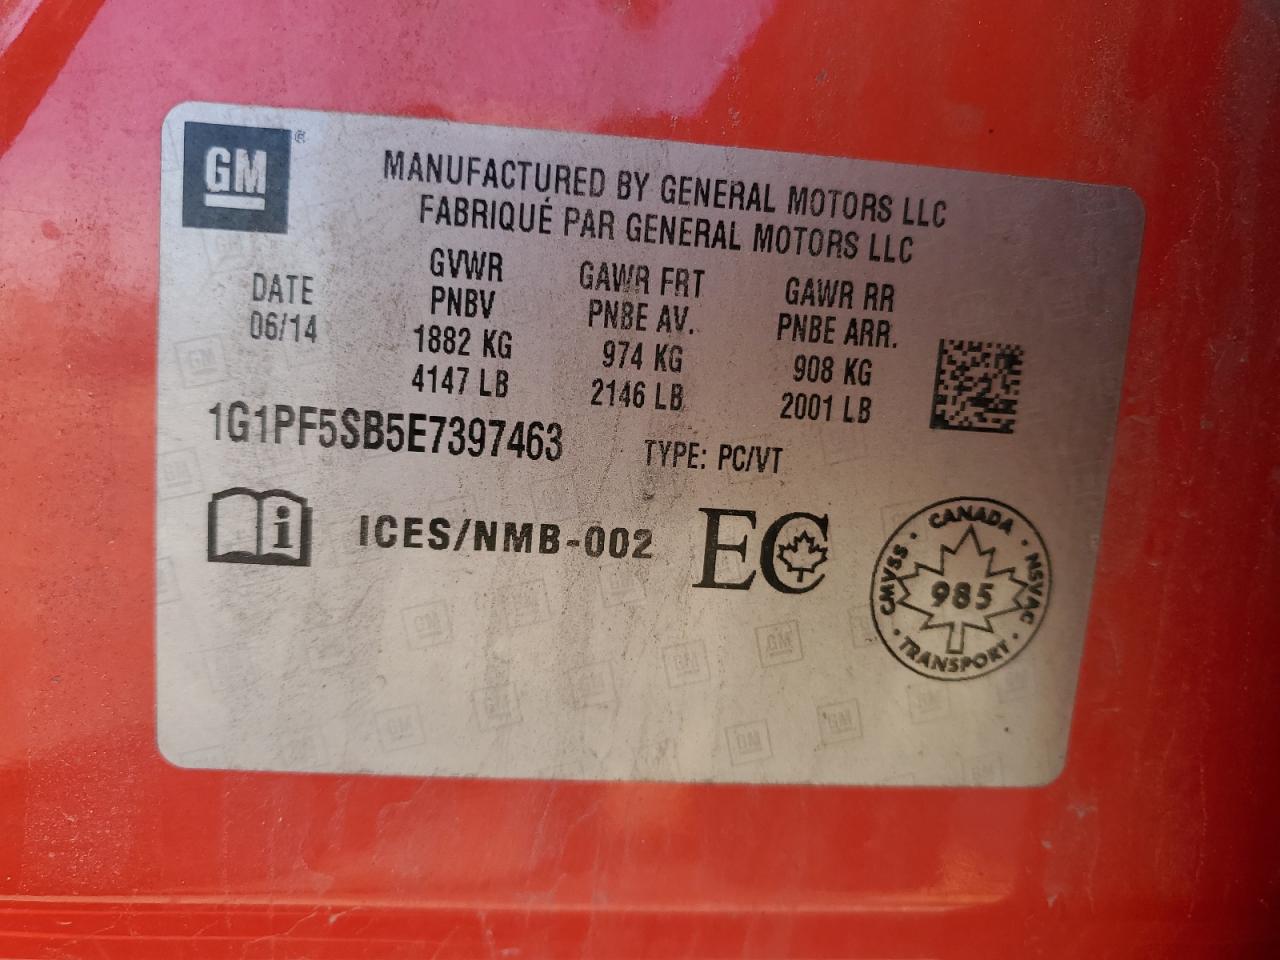 GM®
MANUFACTURED BY GENERAL MOTORS LLC
FABRIQUÉ PAR GENERAL MOTORS LLC
DATE
06/14
GVWR
PNBV
1882 KG
4147 LB
GAWR FRT
PNBE AV.
974 KG
2146 LB
GAWR RR
PNBE ARR.
908 KG
2001 LB
1G1PF5SB5E7397463
TYPE: PC/VT
i
ICES/NMB-002
EC
CANADA
CMVSS · NSVAC
985
TRANSPORT